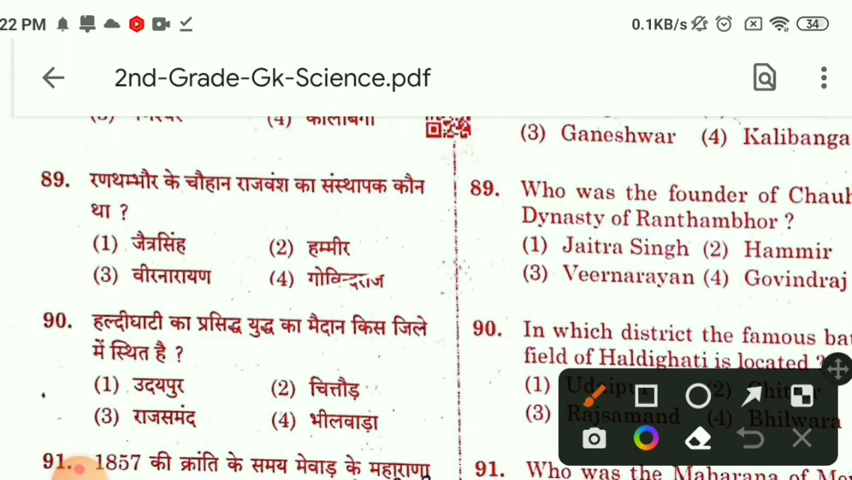 22 PM
0.1KB/s
34
2nd-Grade-Gk-Science.pdf
(4) कालीबंगा
89. रणथम्भौर के चौहान राजवंश का संस्थापक कौन
था ?
(1) जैत्रसिंह (2) हम्मीर
(3) वीरनारायण (4) गोविन्दराज
90. हल्दीघाटी का प्रसिद्ध युद्ध का मैदान किस जिले
में स्थित है ?
(1) उदयपुर (2) चित्तौड़
(3) राजसमंद (4) भीलवाड़ा
91. 1857 की क्रांति के समय मेवाड़ के महाराणा
(3) Ganeshwar (4) Kalibanga
89. Who was the founder of Chauh
Dynasty of Ranthambhor ?
(1) Jaitra Singh (2) Hammir
(3) Veernarayan (4) Govindraj
90. In which district the famous bat
field of Haldighati is located ?
(1) Udaipur (2) Chittor
(3) Rajsamand (4) Bhilwara
91. Who was the Maharana of Me